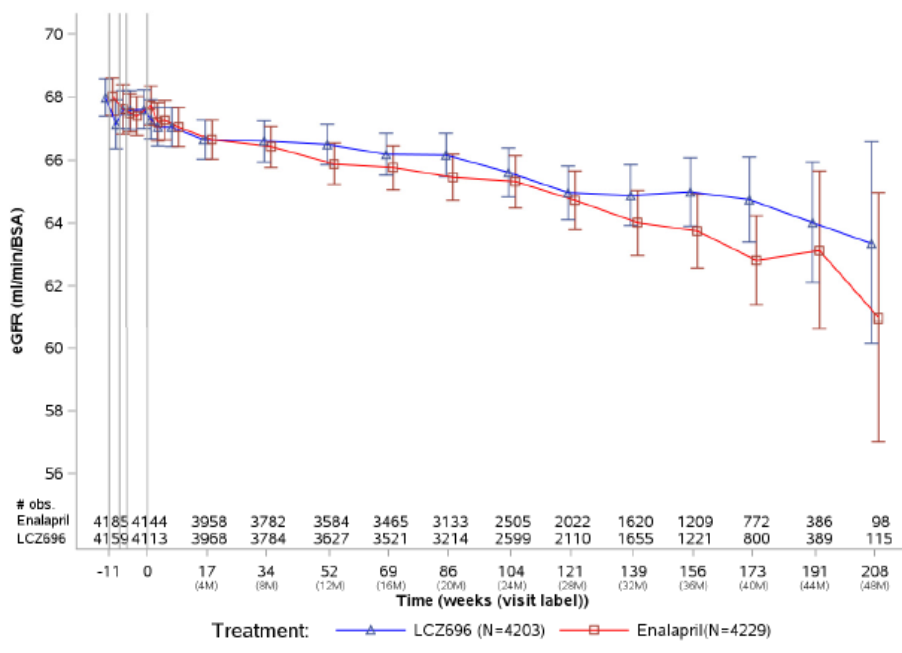 70
68
66
64
62
60
58
56
eGFR (ml/min/BSA)
# obs.
Enalapril 4185 4144 3958 3782 3584 3465 3133 2505 2022 1620 1209 772 386 98
LCZ696 4159 4113 3968 3784 3627 3521 3214 2599 2110 1655 1221 800 389 115
-11 0 17 34 52 69 86 104 121 139 156 173 191 208
(4M) (8M) (12M) (16M) (20M) (24M) (28M) (32M) (36M) (40M) (44M) (48M)
Time (weeks (visit label))
Treatment: LCZ696 (N=4203) Enalapril(N=4229)